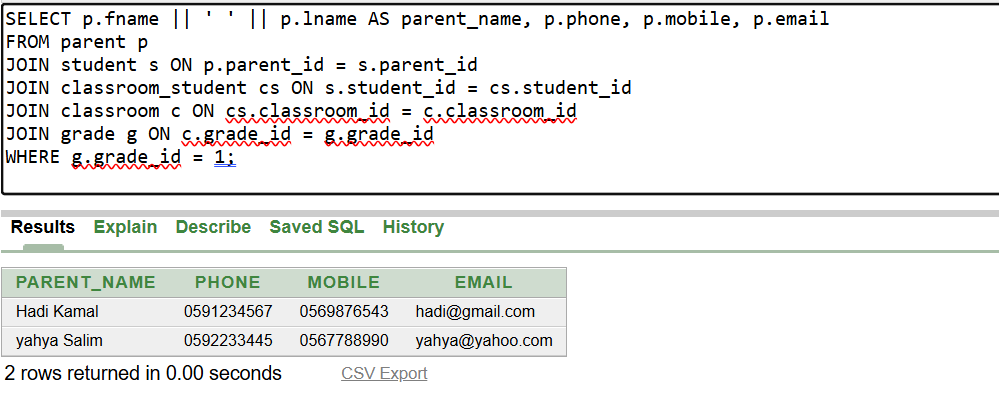 SELECT p.fname || ' ' || p.lname AS parent_name, p.phone, p.mobile, p.email
FROM parent p
JOIN student s ON p.parent_id = s.parent_id
JOIN classroom_student cs ON s.student_id = cs.student_id
JOIN classroom c ON cs.classroom_id = c.classroom_id
JOIN grade g ON c.grade_id = g.grade_id
WHERE g.grade_id = 1;
Results Explain Describe Saved SQL History
PARENT_NAME PHONE MOBILE EMAIL
Hadi Kamal 0591234567 0569876543 hadi@gmail.com
yahya Salim 0592233445 0567788990 yahya@yahoo.com
2 rows returned in 0.00 seconds CSV Export